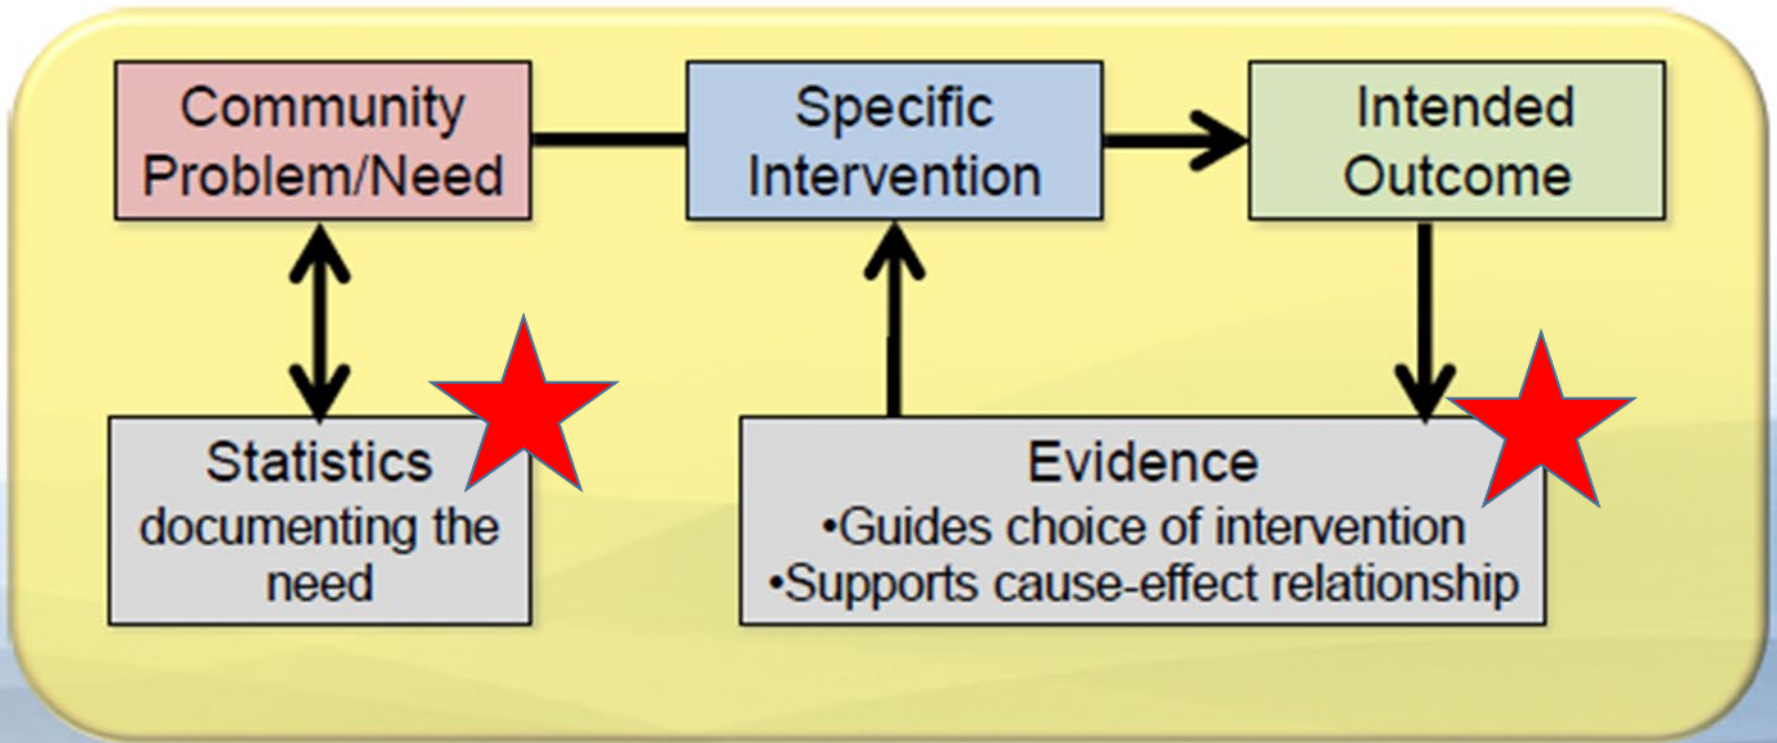 Community
Problem/Need
Specific
Intervention
Intended
Outcome
Statistics
documenting the
need
Evidence
•Guides choice of intervention
•Supports cause-effect relationship